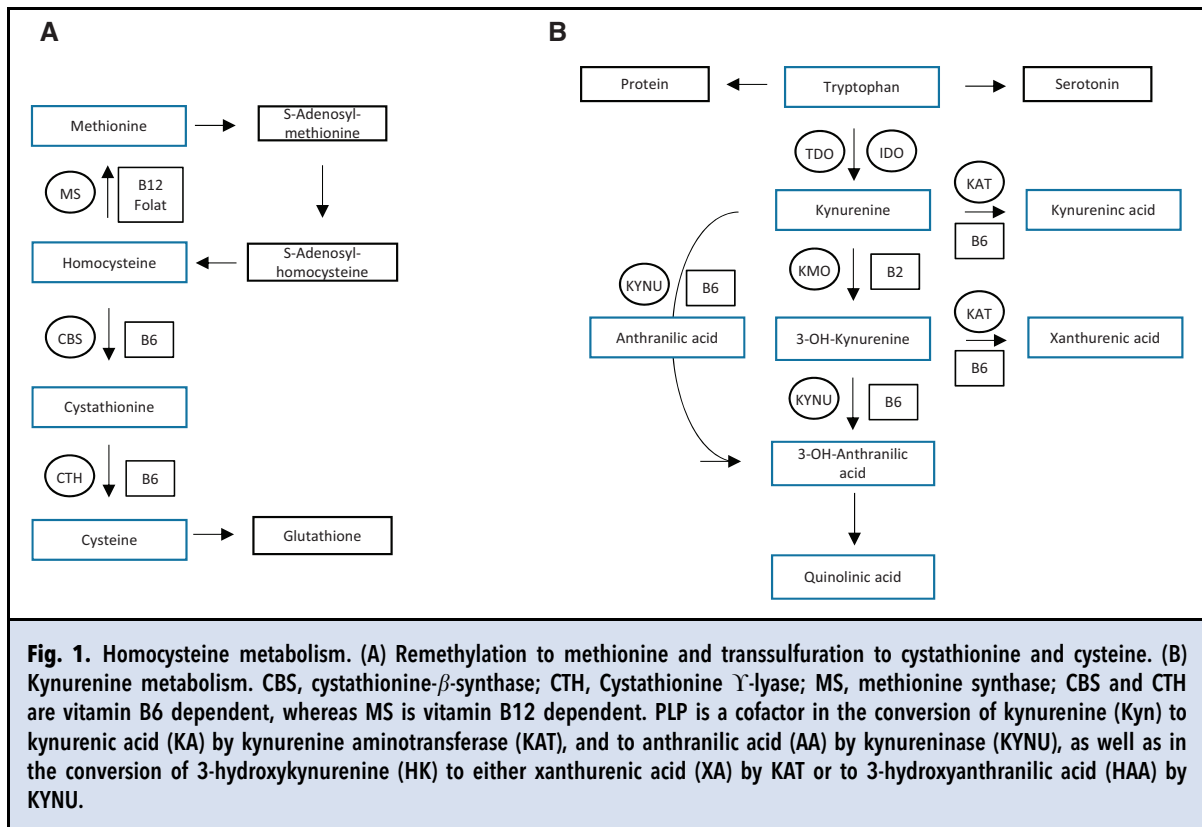 A
Methionine
S-Adenosyl-
methionine
MS
B12
Folat
Homocysteine
S-Adenosyl-
homocysteine
CBS
B6
Cystathionine
CTH
B6
Cysteine
Glutathione
B
Protein
Tryptophan
Serotonin
TDO
IDO
Kynurenine
KAT
B6
Kynureninc acid
KYNU
B6
KMO
B2
Anthranilic acid
3-OH-Kynurenine
KAT
B6
Xanthurenic acid
KYNU
B6
3-OH-Anthranilic
acid
Quinolinic acid
Fig. 1. Homocysteine metabolism. (A) Remethylation to methionine and transsulfuration to cystathionine and cysteine. (B)
Kynurenine metabolism. CBS, cystathionine-β-synthase; CTH, Cystathionine ϒ-lyase; MS, methionine synthase; CBS and CTH
are vitamin B6 dependent, whereas MS is vitamin B12 dependent. PLP is a cofactor in the conversion of kynurenine (Kyn) to
kynurenic acid (KA) by kynurenine aminotransferase (KAT), and to anthranilic acid (AA) by kynureninase (KYNU), as well as in
the conversion of 3-hydroxykynurenine (HK) to either xanthurenic acid (XA) by KAT or to 3-hydroxyanthranilic acid (HAA) by
KYNU.